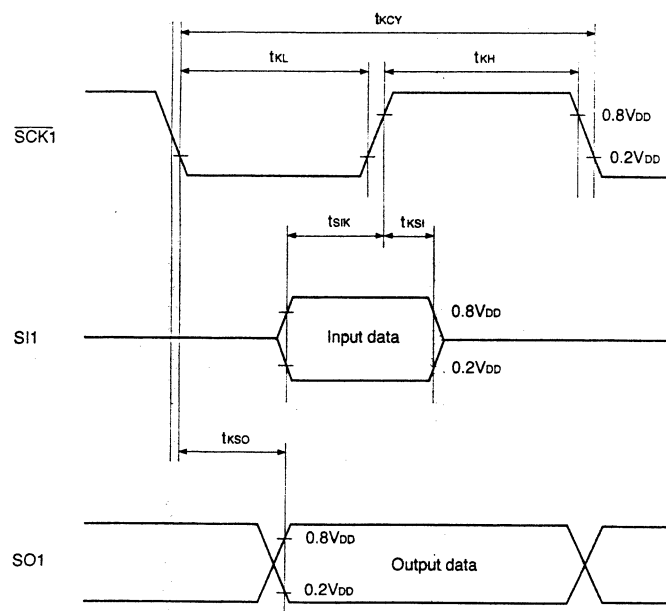 tKCY
tKL
tKH
SCK1
0.8VDD
0.2VDD
tSIK
tKSI
SI1
Input data
0.8VDD
0.2VDD
tKSO
SO1
0.8VDD
0.2VDD
Output data